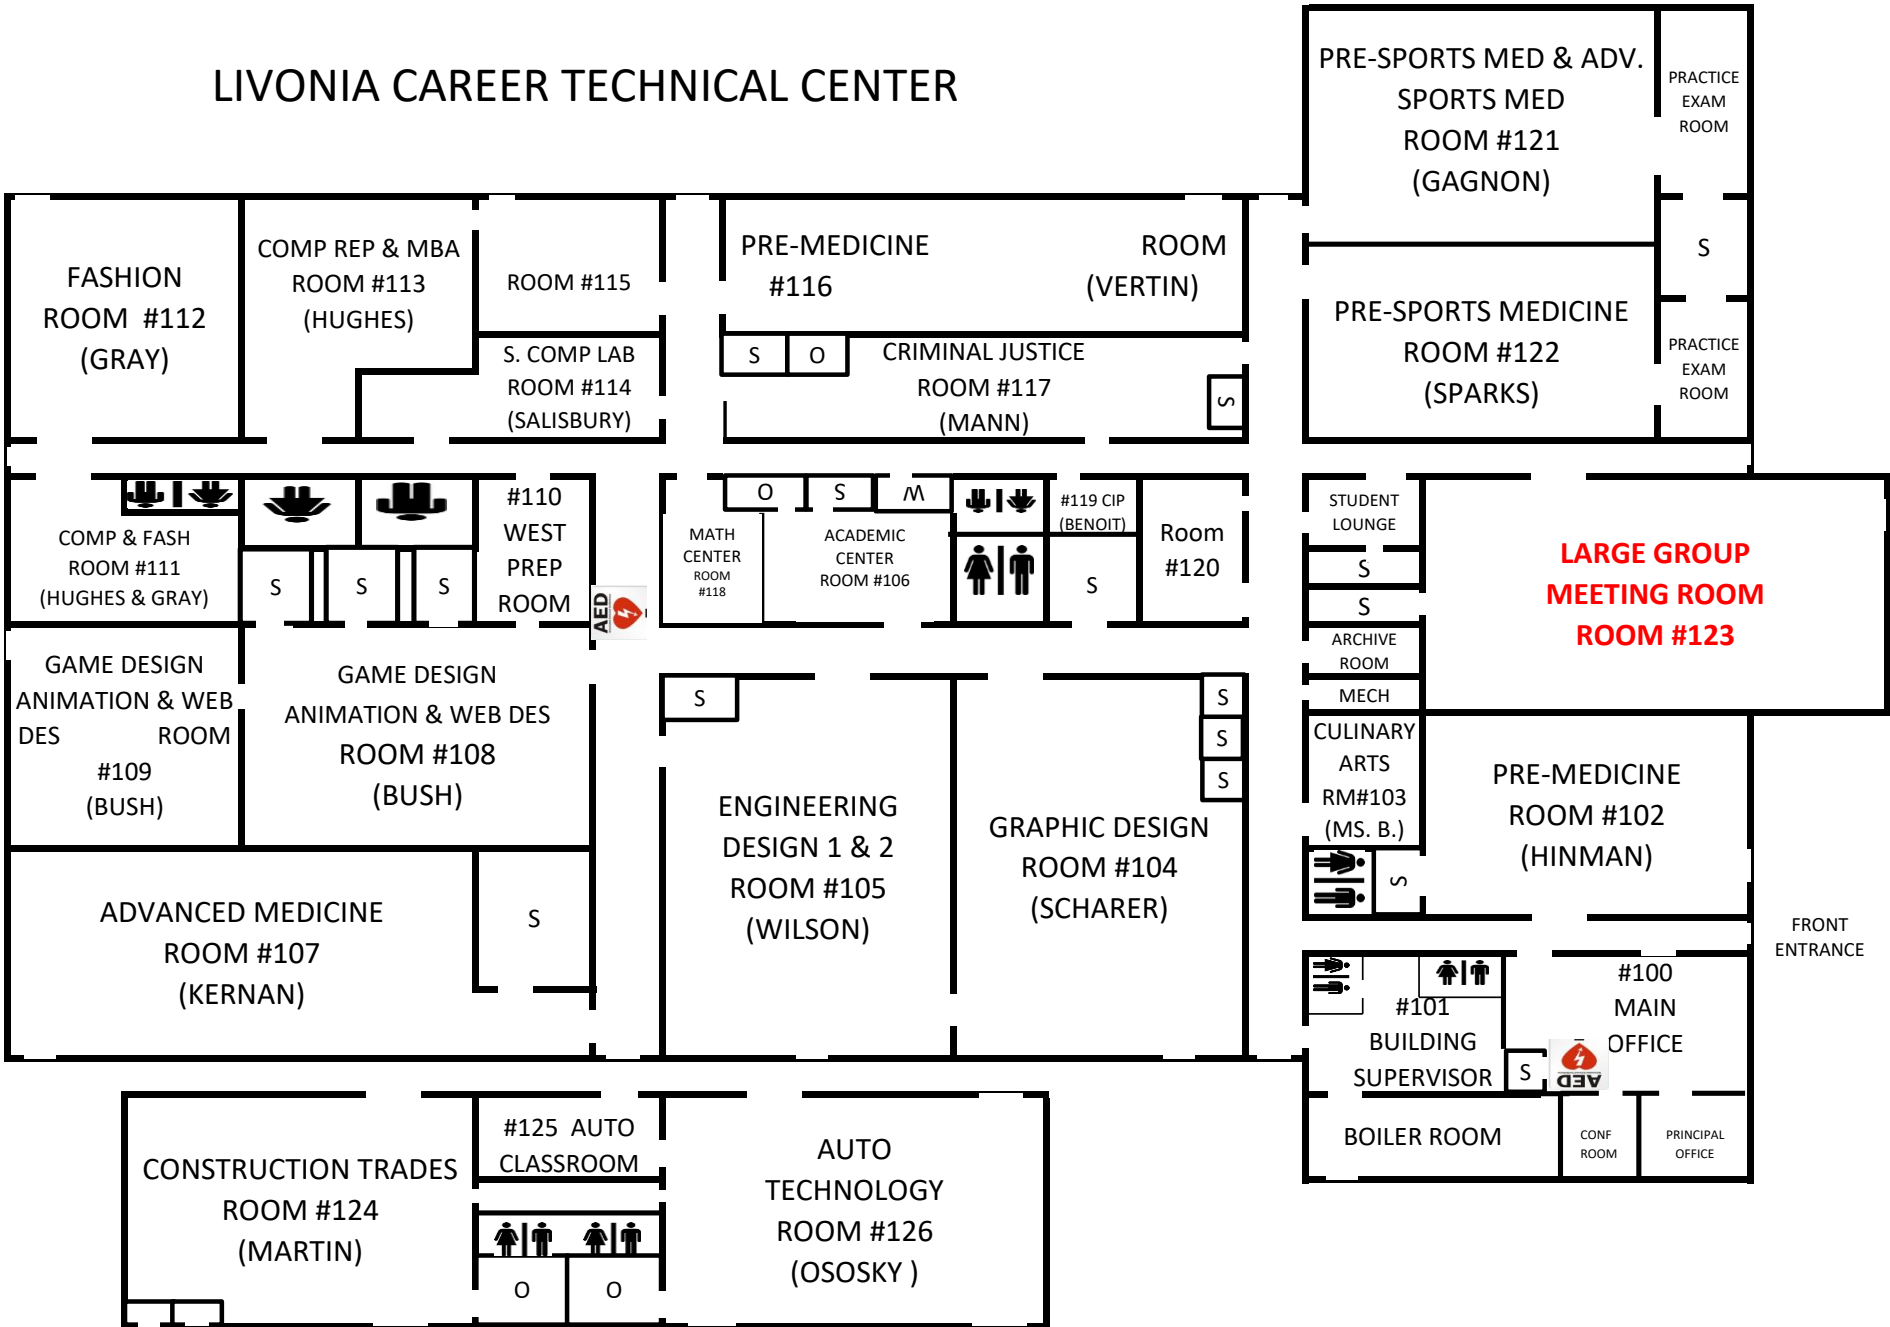 LIVONIA CAREER TECHNICAL CENTER
PRE-SPORTS MED & ADV.
SPORTS MED
ROOM #121
(GAGNON)
PRACTICE
EXAM
ROOM
S
PRE-SPORTS MEDICINE
ROOM #122
(SPARKS)
PRACTICE
EXAM
ROOM
FASHION
ROOM #112
(GRAY)
COMP REP & MBA
ROOM #113
(HUGHES)
ROOM #115
S. COMP LAB
ROOM #114
(SALISBURY)
PRE-MEDICINE ROOM
#116 (VERTIN)
S
O
CRIMINAL JUSTICE
ROOM #117
(MANN)
S
COMP & FASH
ROOM #111
(HUGHES & GRAY)
S
S
S
#110
WEST
PREP
ROOM
AED
MATH
CENTER
ROOM
#118
O
S
W
ACADEMIC
CENTER
ROOM #106
#119 CIP
(BENOIT)
S
Room
#120
STUDENT
LOUNGE
S
S
ARCHIVE
ROOM
MECH
LARGE GROUP
MEETING ROOM
ROOM #123
GAME DESIGN
ANIMATION & WEB
DES ROOM
#109
(BUSH)
GAME DESIGN
ANIMATION & WEB DES
ROOM #108
(BUSH)
S
ENGINEERING
DESIGN 1 & 2
ROOM #105
(WILSON)
S
S
S
GRAPHIC DESIGN
ROOM #104
(SCHARER)
CULINARY
ARTS
RM#103
(MS. B.)
S
PRE-MEDICINE
ROOM #102
(HINMAN)
ADVANCED MEDICINE
ROOM #107
(KERNAN)
S
FRONT
ENTRANCE
#101
BUILDING
SUPERVISOR
S
#100
MAIN
OFFICE
AED
BOILER ROOM
CONF
ROOM
PRINCIPAL
OFFICE
CONSTRUCTION TRADES
ROOM #124
(MARTIN)
#125 AUTO
CLASSROOM
O
O
AUTO
TECHNOLOGY
ROOM #126
(OSOSKY )